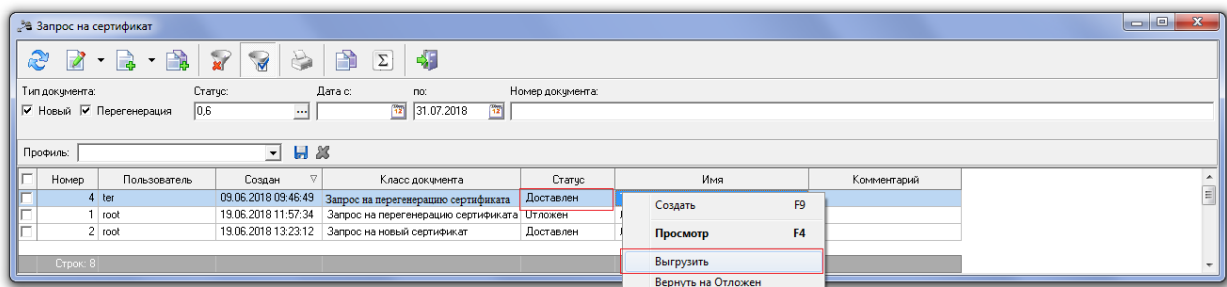 Запрос на сертификат
Тип документа: Статус: Дата с: по: Номер документа:
Новый Перегенерация 0,6 ... 12 31.07.2018 12
Профиль:
Номер Пользователь Создан Класс документа Статус Имя Комментарий
4 ter 09.06.2018 09:46:49 Запрос на перегенерацию сертификата Доставлен
1 root 19.06.2018 11:57:34 Запрос на перегенерацию сертификата Отложен
2 root 19.06.2018 13:23:12 Запрос на новый сертификат Доставлен
Строк: 8
Создать F9
Просмотр F4
Выгрузить
Вернуть на Отложен